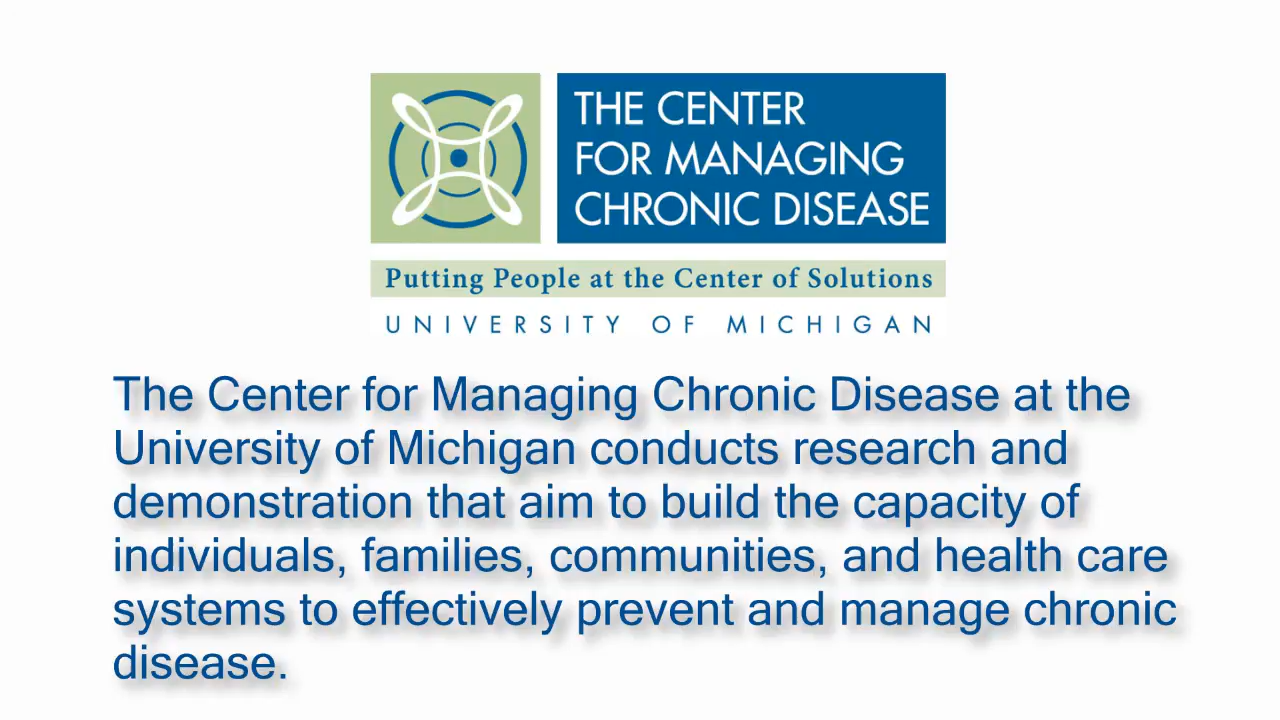 THE CENTER
FOR MANAGING
CHRONIC DISEASE
Putting People at the Center of Solutions
UNIVERSITY OF MICHIGAN
The Center for Managing Chronic Disease at the
University of Michigan conducts research and
demonstration that aim to build the capacity of
individuals, families, communities, and health care
systems to effectively prevent and manage chronic
disease.